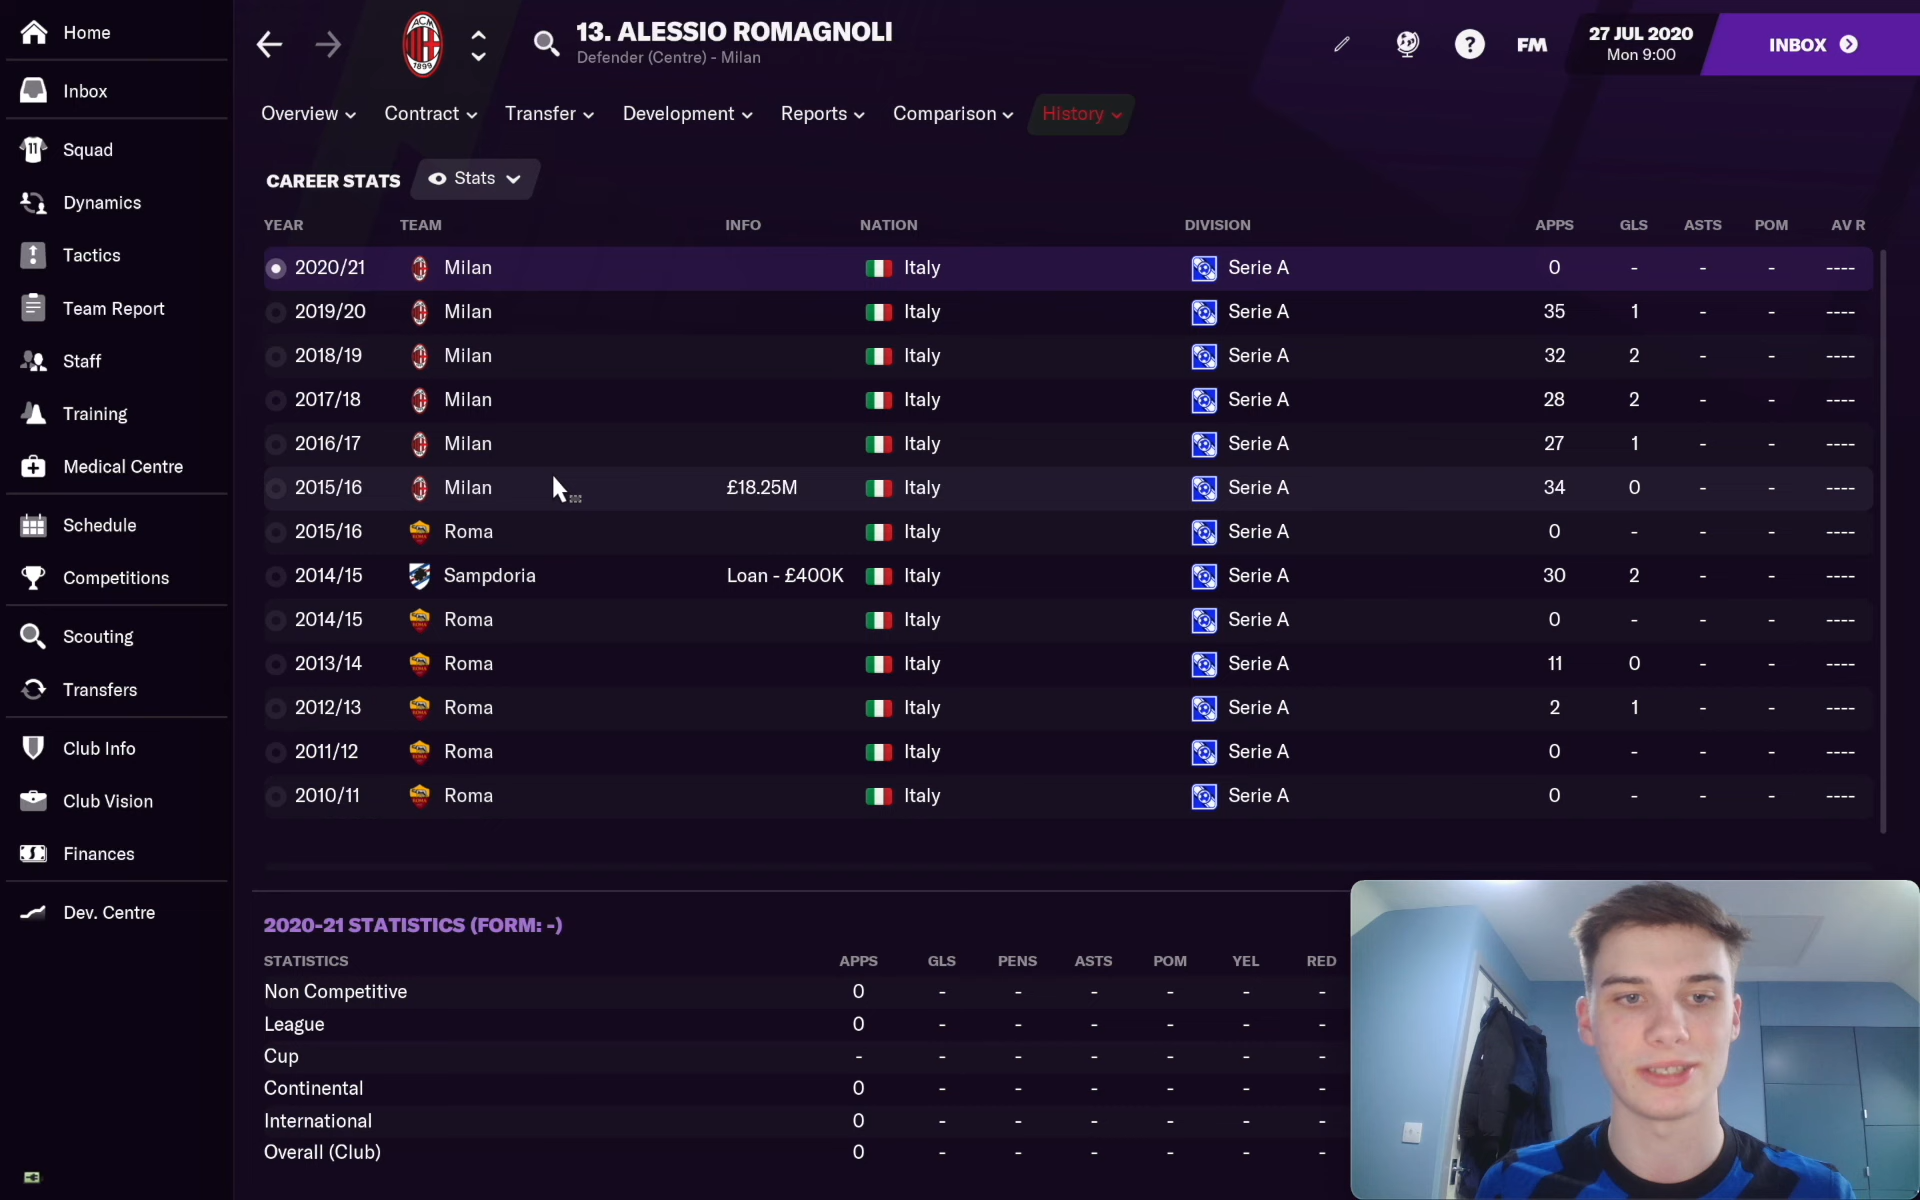 Home
Inbox
Squad
Dynamics
Tactics
Team Report
Staff
Training
Medical Centre
Schedule
Competitions
Scouting
Transfers
Club Info
Club Vision
Finances
Dev. Centre
ACM
1899
13. ALESSIO ROMAGNOLI
Defender (Centre) - Milan
FM
27 JUL 2020
Mon 9:00
INBOX
Overview Contract Transfer Development Reports Comparison History
CAREER STATS Stats
YEAR TEAM INFO NATION DIVISION APPS GLS ASTS POM AV R
2020/21 Milan Italy Serie A 0 - - - ----
2019/20 Milan Italy Serie A 35 1 - - ----
2018/19 Milan Italy Serie A 32 2 - - ----
2017/18 Milan Italy Serie A 28 2 - - ----
2016/17 Milan Italy Serie A 27 1 - - ----
2015/16 Milan £18.25M Italy Serie A 34 0 - - ----
2015/16 Roma Italy Serie A 0 - - - ----
2014/15 Sampdoria Loan - £400K Italy Serie A 30 2 - - ----
2014/15 Roma Italy Serie A 0 - - - ----
2013/14 Roma Italy Serie A 11 0 - - ----
2012/13 Roma Italy Serie A 2 1 - - ----
2011/12 Roma Italy Serie A 0 - - - ----
2010/11 Roma Italy Serie A 0 - - - ----
2020-21 STATISTICS (FORM: -)
STATISTICS APPS GLS PENS ASTS POM YEL RED
Non Competitive 0 - - - - - -
League 0 - - - - - -
Cup - - - - - - -
Continental 0 - - - - - -
International 0 - - - - - -
Overall (Club) 0 - - - - - -